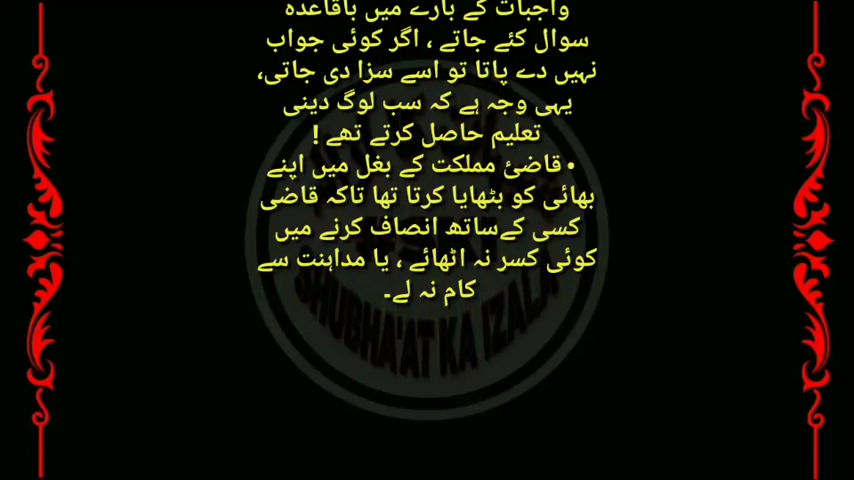 واجبات کے بارے میں باقاعدہ
سوال کئے جاتے ، اگر کوئی جواب
نہیں دے پاتا تو اسے سزا دی جاتی،
یہی وجہ ہے کہ سب لوگ دینی
تعلیم حاصل کرتے تھے !
• قاضئ مملکت کے بغل میں اپنے
بھائی کو بٹھایا کرتا تھا تاکہ قاضی
کسی کےساتھ انصاف کرنے میں
کوئی کسر نہ اٹھائے ، یا مداہنت سے
کام نہ لے۔
SHUBHA'AT KA IZALA